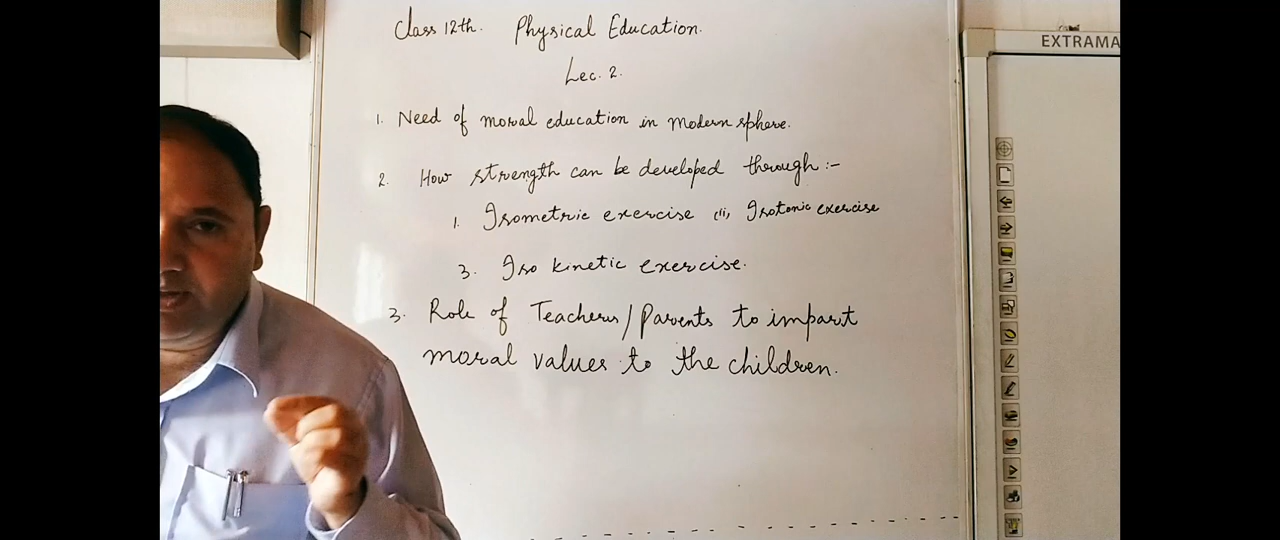 Class 12th. Physical Education.
Lec. 2.
EXTRAMA
1. Need of moral education in modern sphere.
2. How strength can be developed through :-
1. Isometric exercise (ii) Isotonic exercise
3. Iso kinetic exercise.
3. Role of Teachers/Parents to impart
moral values to the children.